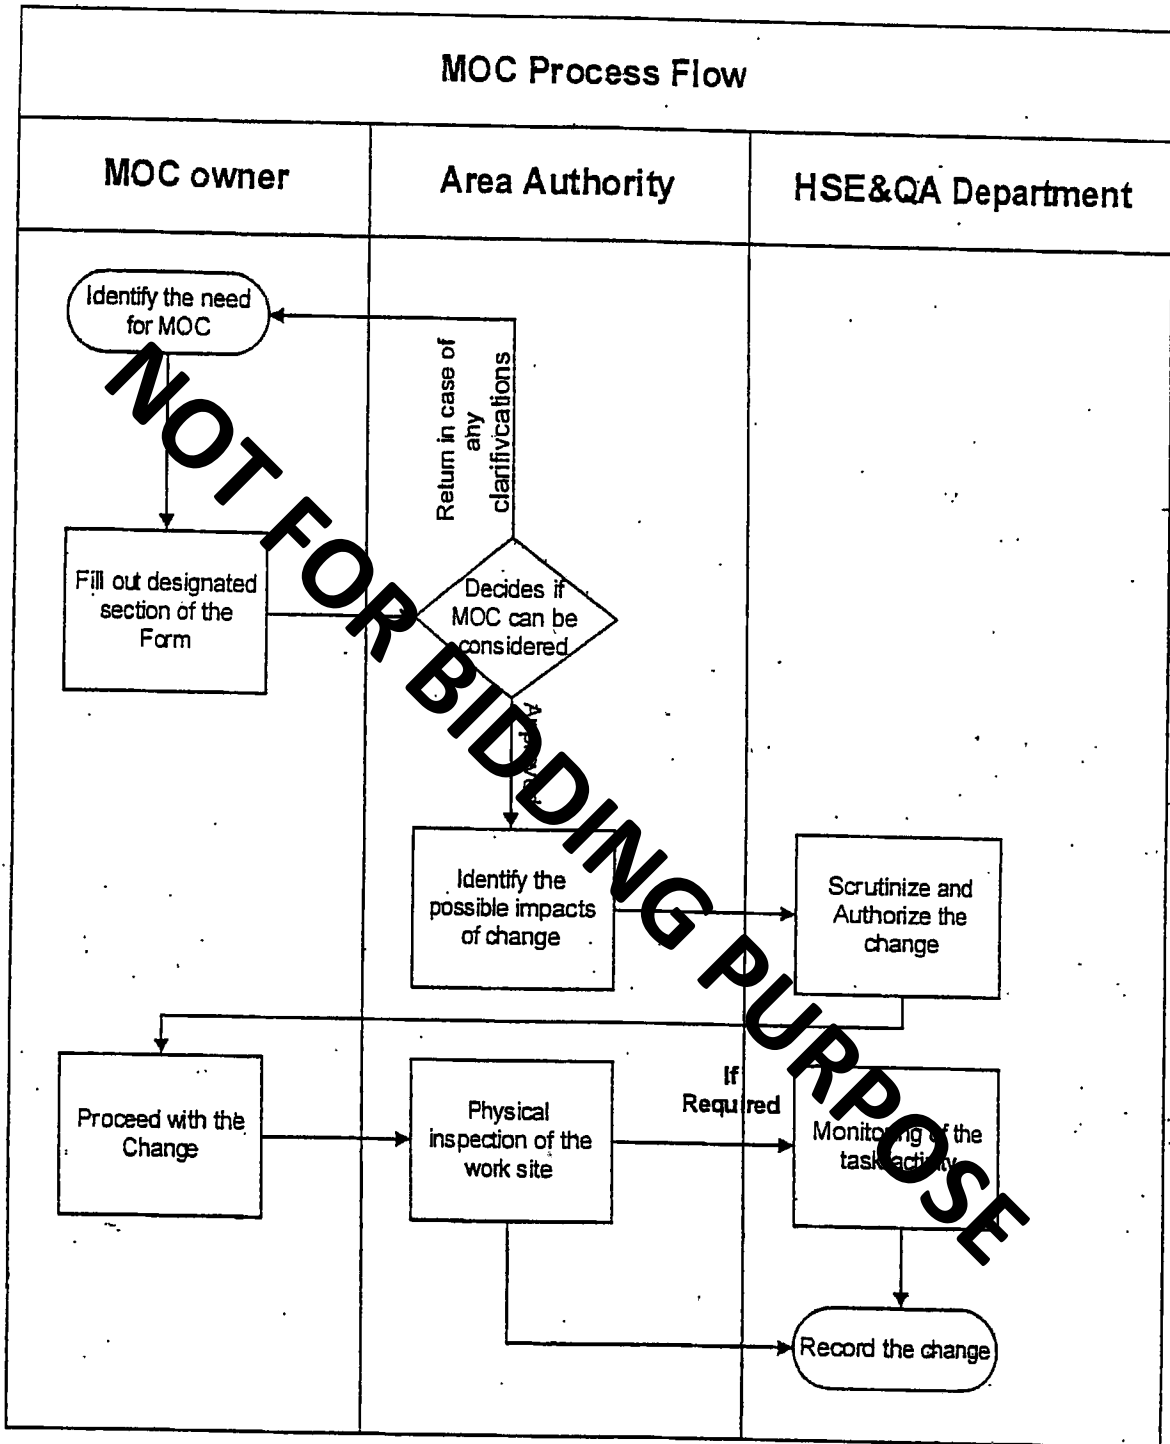 MOC Process Flow
MOC owner
Area Authority
HSE&QA Department
Identify the need
for MOC
Return in case of
any
clarifivcations
Fill out designated
section of the
Form
Decides if
MOC can be
considered
Identify the
possible impacts
of change
Scrutinize and
Authorize the
change
Proceed with the
Change
Physical
inspection of the
work site
If
Required
Monitoring of the
task activity
Record the change
NOT FOR BIDDING PURPOSE